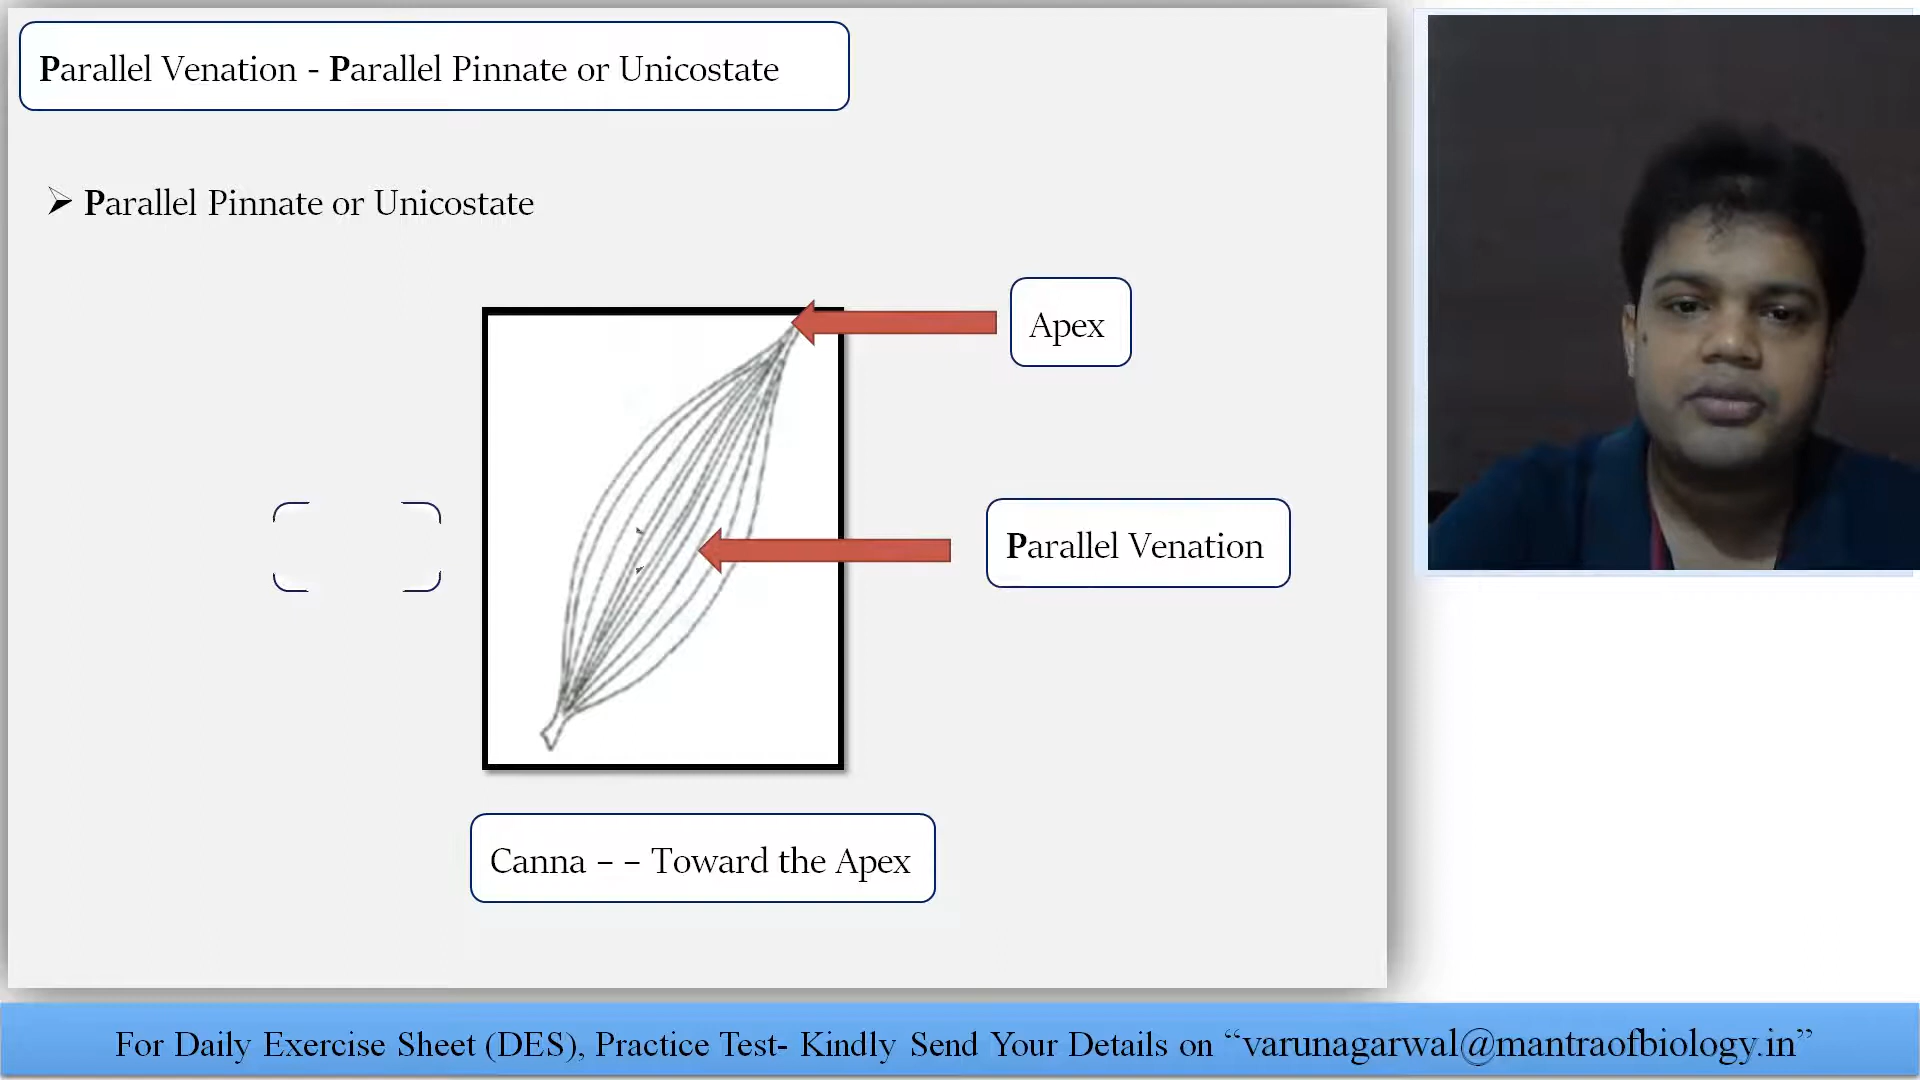 Parallel Venation - Parallel Pinnate or Unicostate
Parallel Pinnate or Unicostate
Apex
Parallel Venation
Canna – – Toward the Apex
For Daily Exercise Sheet (DES), Practice Test- Kindly Send Your Details on “varunagarwal@mantraofbiology.in”